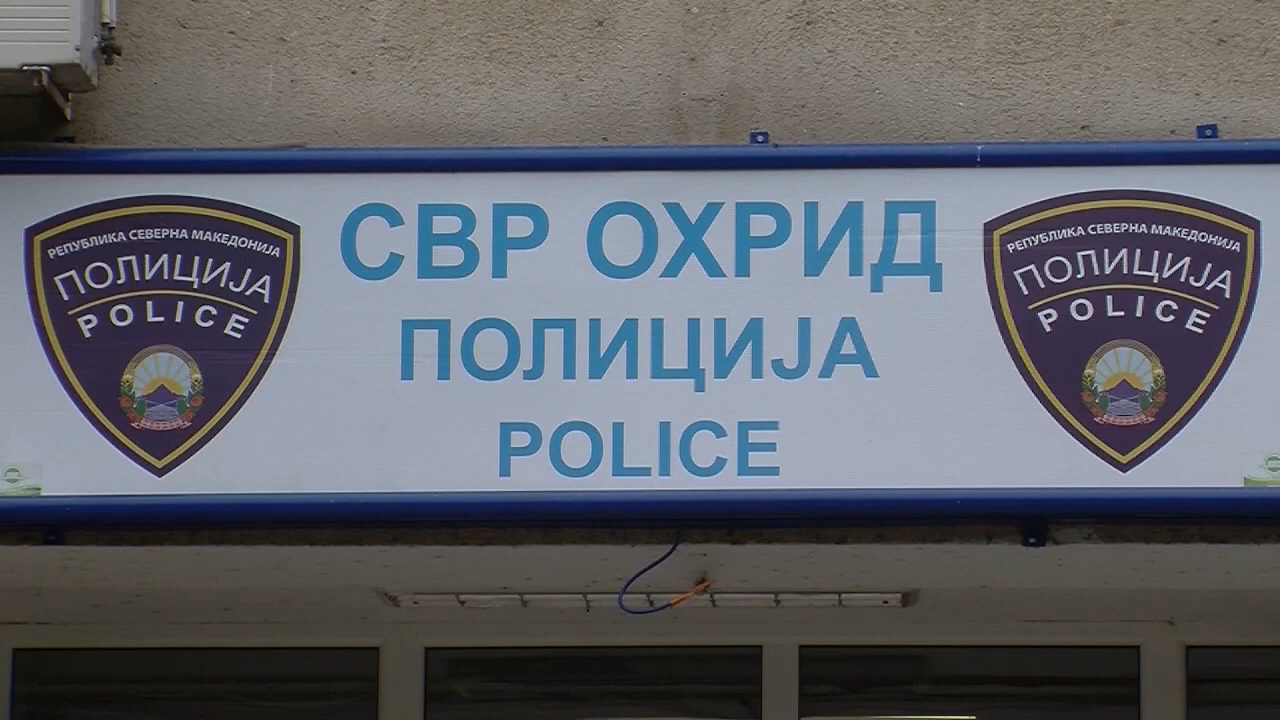 РЕПУБЛИКА СЕВЕРНА МАКЕДОНИЈА
ПОЛИЦИЈА
POLICE
СВР ОХРИД
ПОЛИЦИЈА
POLICE
РЕПУБЛИКА СЕВЕРНА МАКЕДОНИЈА
ПОЛИЦИЈА
POLICE